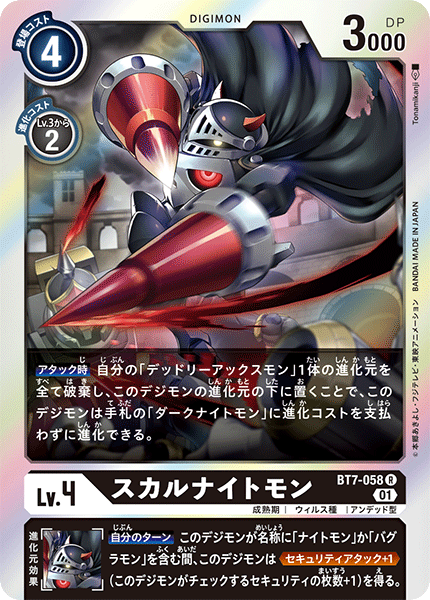 登場コスト
4
DIGIMON
3000
DP
進化コスト
Lv.3から
2
Tonamikanji
©本郷あきよし・フジテレビ・東映アニメーション BANDAI MADE IN JAPAN
アタック時 自分の「デッドリーアックスモン」1体の進化元を
全て破棄し、このデジモンの進化元の下に置くことで、この
デジモンは手札の「ダークナイトモン」に進化コストを支払
わずに進化できる。
BT7-058 R
Lv.4 スカルナイトモン 01
成熟期 | ウィルス種 | アンデッド型
進化元効果
自分のターン このデジモンが名称に「ナイトモン」か「バグ
ラモン」を含む間、このデジモンは セキュリティアタック+1
(このデジモンがチェックするセキュリティの枚数+1)を得る。